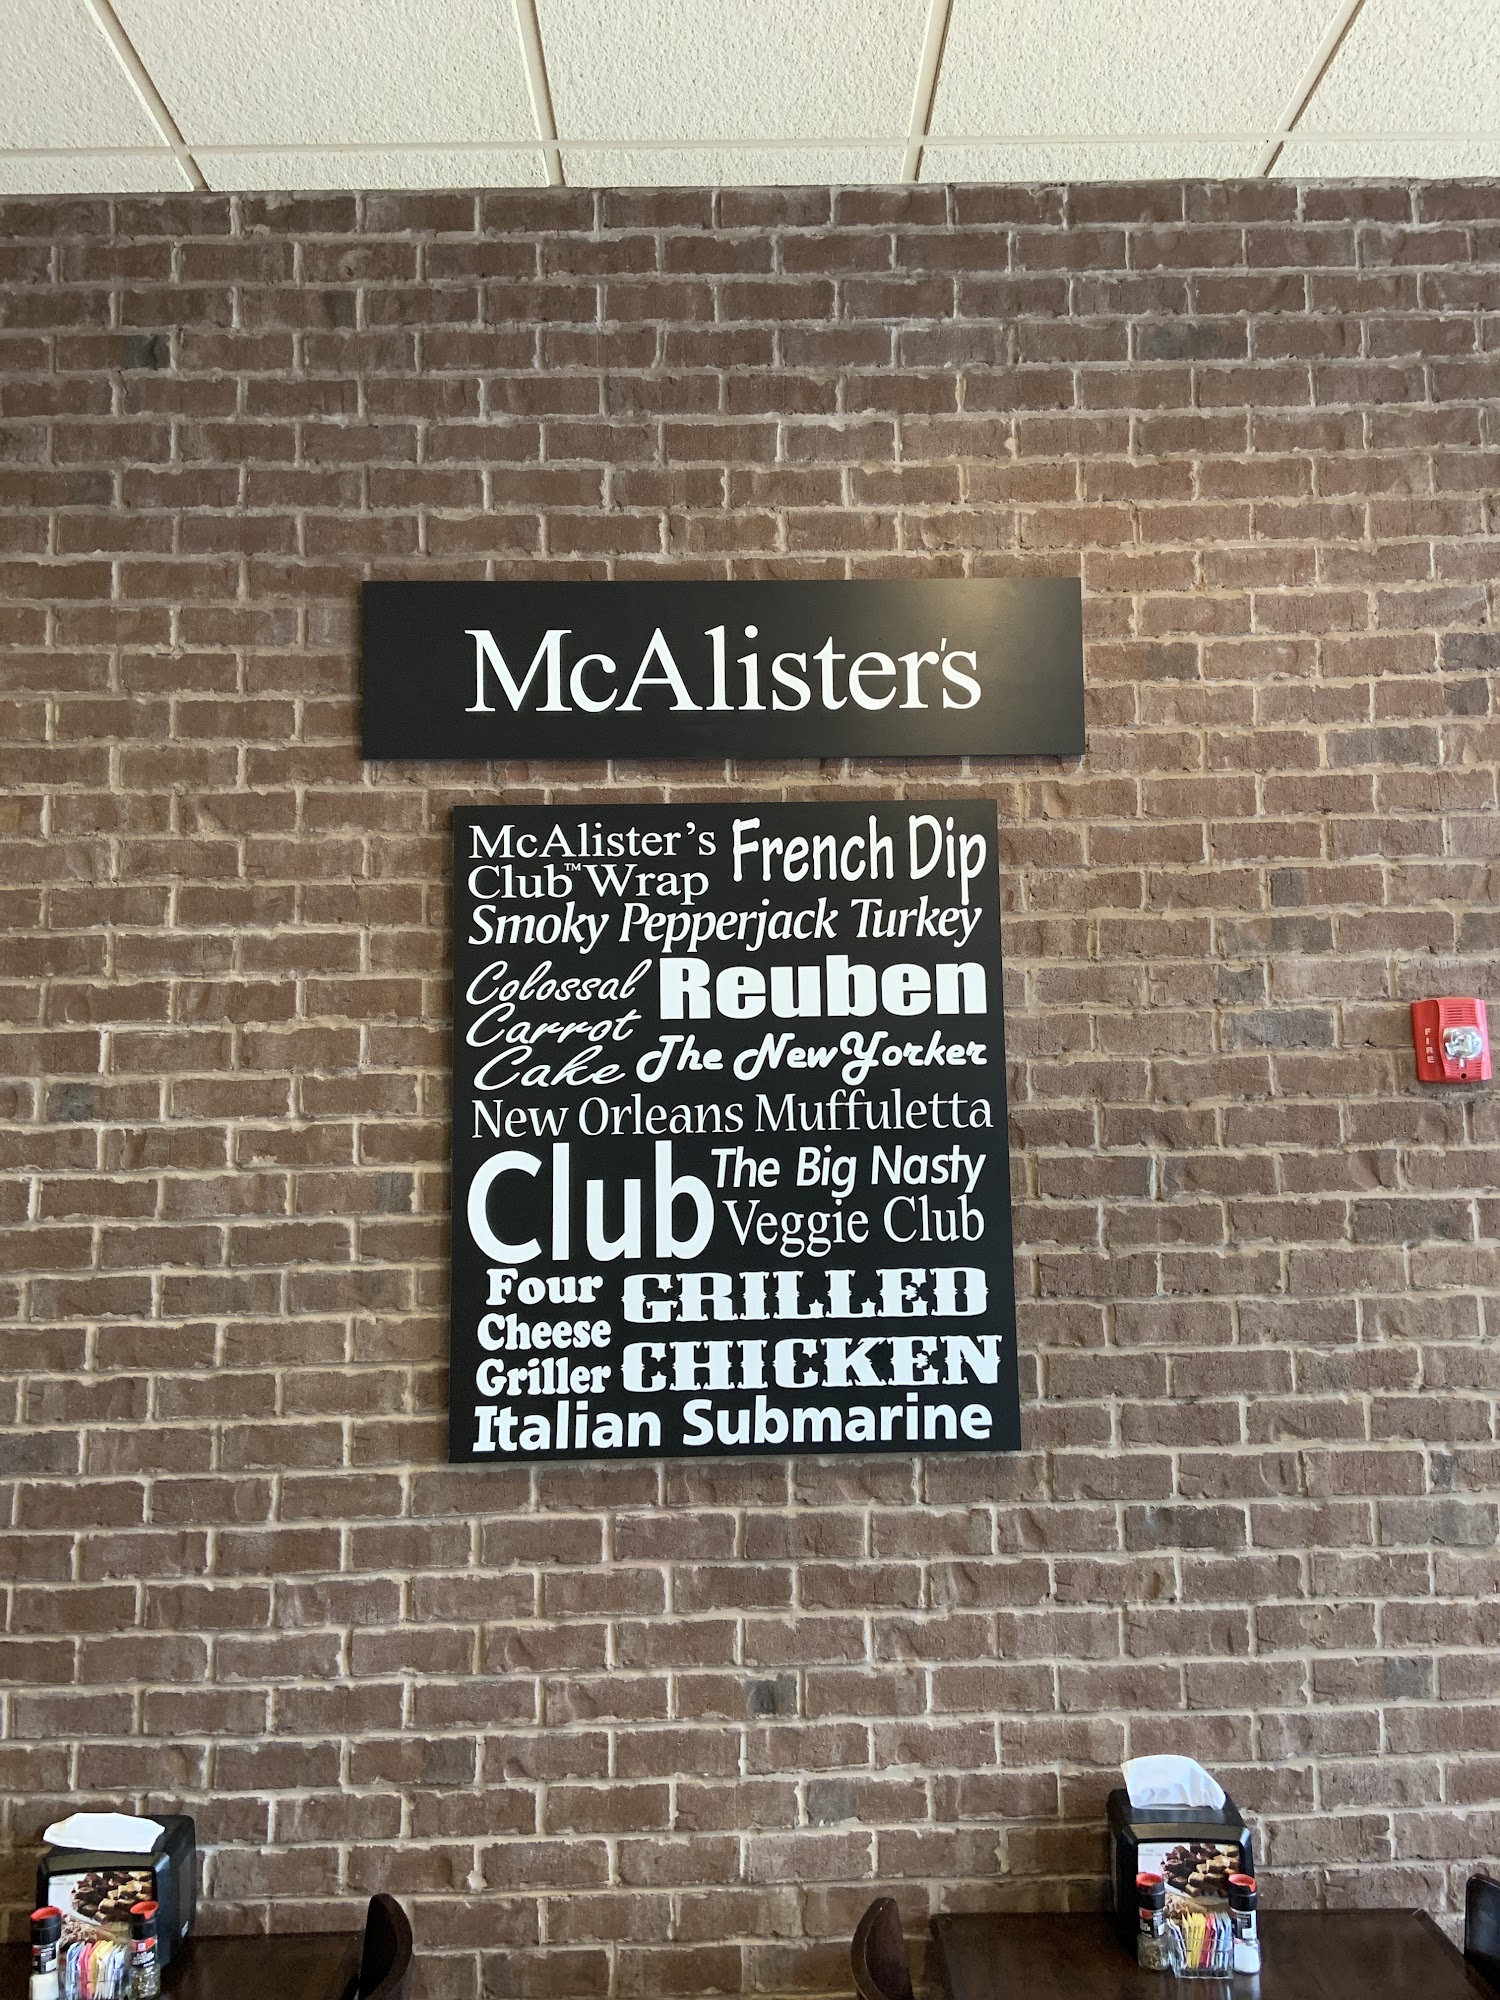 McAlister's
McAlister's
Club™ Wrap
French Dip
Smoky Pepperjack Turkey
Colossal
Carrot
Cake
Reuben
The New Yorker
New Orleans Muffuletta
Club
The Big Nasty
Veggie Club
Four
Cheese
Griller
GRILLED
CHICKEN
Italian Submarine
FIRE